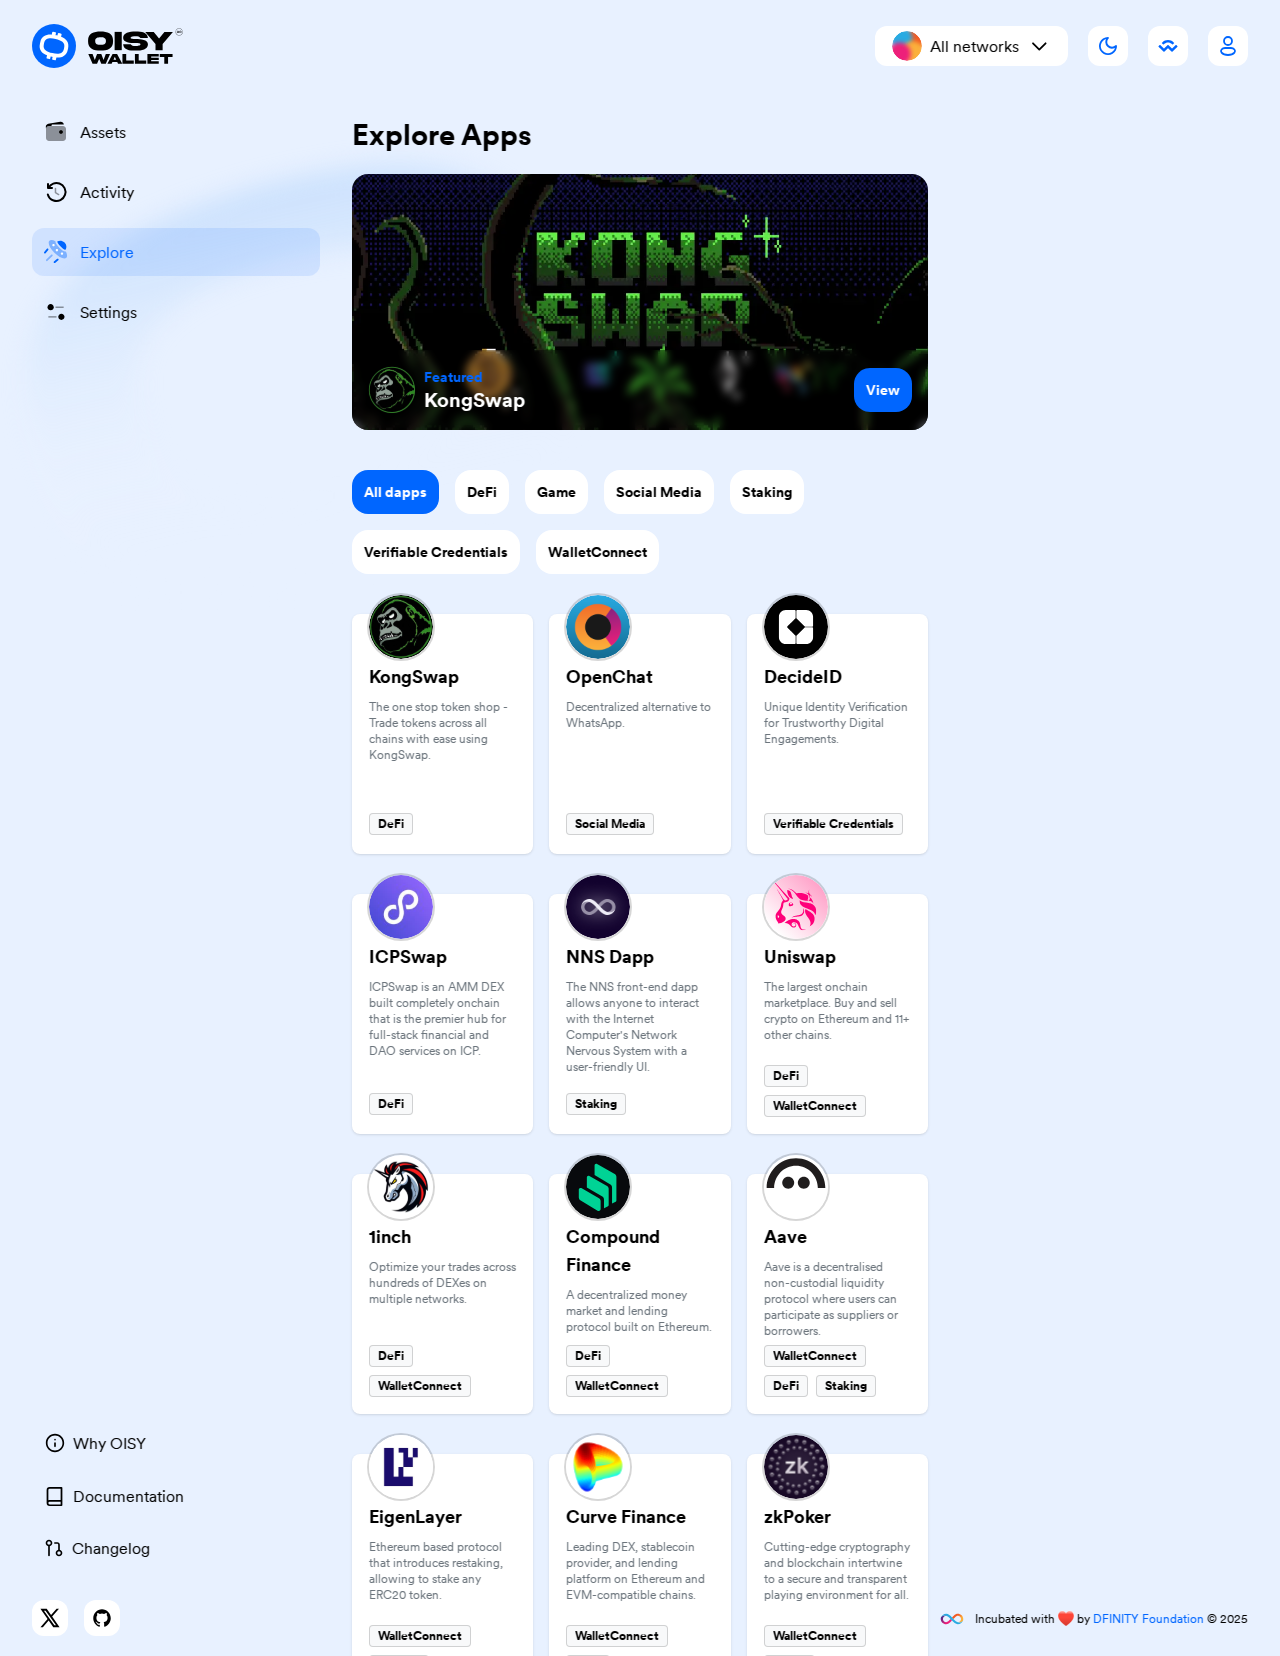 OISY
WALLET
All networks
Assets
Activity
Explore
Settings
Explore Apps
KONG
SWAP
Featured
KongSwap
View
All dapps
DeFi
Game
Social Media
Staking
Verifiable Credentials
WalletConnect
KongSwap
The one stop token shop -
Trade tokens across all
chains with ease using
KongSwap.
DeFi
OpenChat
Decentralized alternative to
WhatsApp.
Social Media
DecideID
Unique Identity Verification
for Trustworthy Digital
Engagements.
Verifiable Credentials
ICPSwap
ICPSwap is an AMM DEX
built completely onchain
that is the premier hub for
full-stack financial and
DAO services on ICP.
DeFi
NNS Dapp
The NNS front-end dapp
allows anyone to interact
with the Internet
Computer's Network
Nervous System with a
user-friendly UI.
Staking
Uniswap
The largest onchain
marketplace. Buy and sell
crypto on Ethereum and 11+
other chains.
DeFi
WalletConnect
1inch
Optimize your trades across
hundreds of DEXes on
multiple networks.
DeFi
WalletConnect
Compound
Finance
A decentralized money
market and lending
protocol built on Ethereum.
DeFi
WalletConnect
Aave
Aave is a decentralised
non-custodial liquidity
protocol where users can
participate as suppliers or
borrowers.
WalletConnect
DeFi
Staking
EigenLayer
Ethereum based protocol
that introduces restaking,
allowing to stake any
ERC20 token.
WalletConnect
Curve Finance
Leading DEX, stablecoin
provider, and lending
platform on Ethereum and
EVM-compatible chains.
WalletConnect
zk
zkPoker
Cutting-edge cryptography
and blockchain intertwine
to a secure and transparent
playing environment for all.
WalletConnect
Why OISY
Documentation
Changelog
Incubated with ❤️ by DFINITY Foundation © 2025